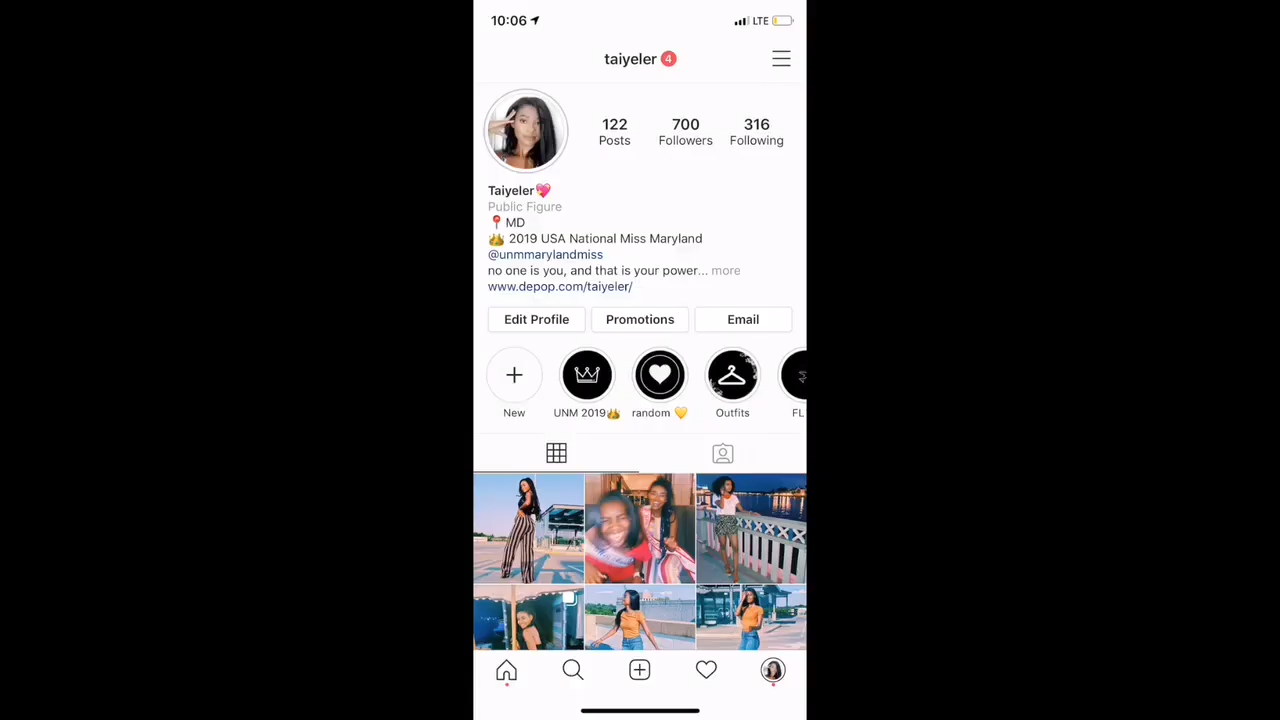 10:06 LTE
taiyeler 4
122 700 316
Posts Followers Following
Taiyeler💖
Public Figure
📍MD
👑 2019 USA National Miss Maryland
@unmmarylandmiss
no one is you, and that is your power... more
www.depop.com/taiyeler/
Edit Profile Promotions Email
New UNM 2019👑 random 💛 Outfits FL